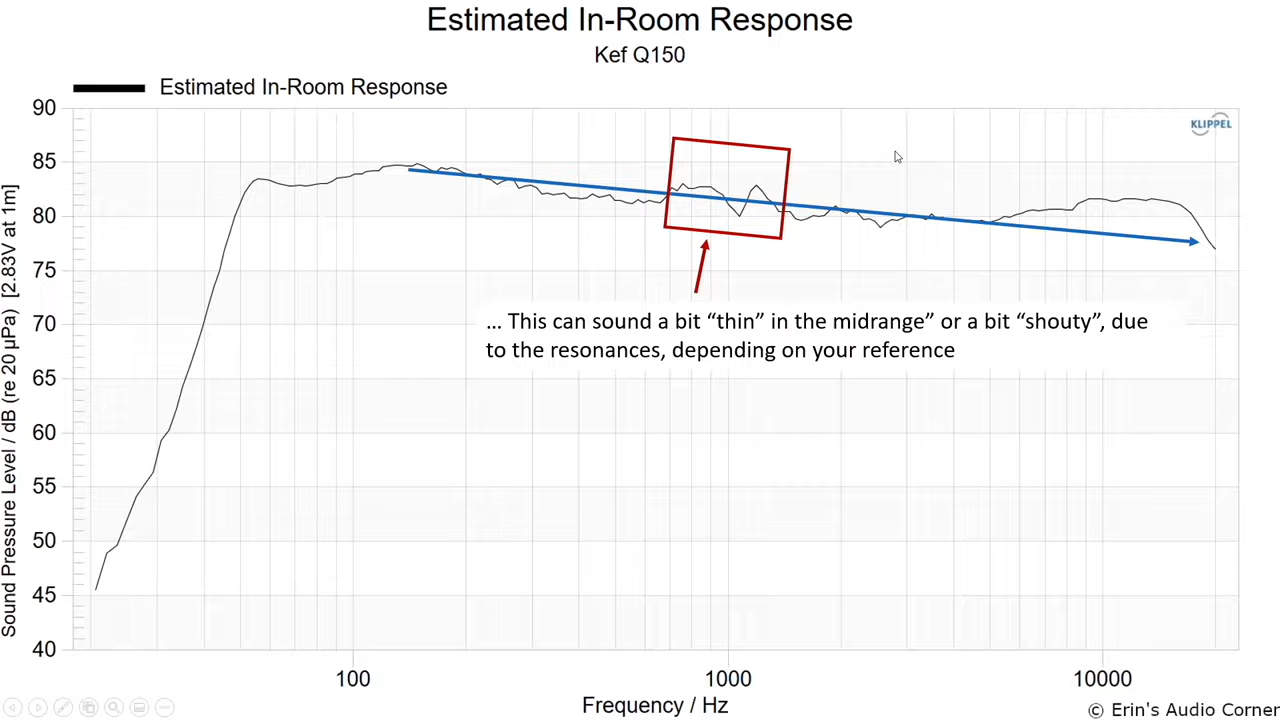 Estimated In-Room Response
Kef Q150
Estimated In-Room Response
KLIPPEL
Sound Pressure Level / dB (re 20 µPa) [2.83V at 1m]
90
85
80
75
70
65
60
55
50
45
40
... This can sound a bit “thin” in the midrange” or a bit “shouty”, due
to the resonances, depending on your reference
100
1000
10000
Frequency / Hz
© Erin's Audio Corner